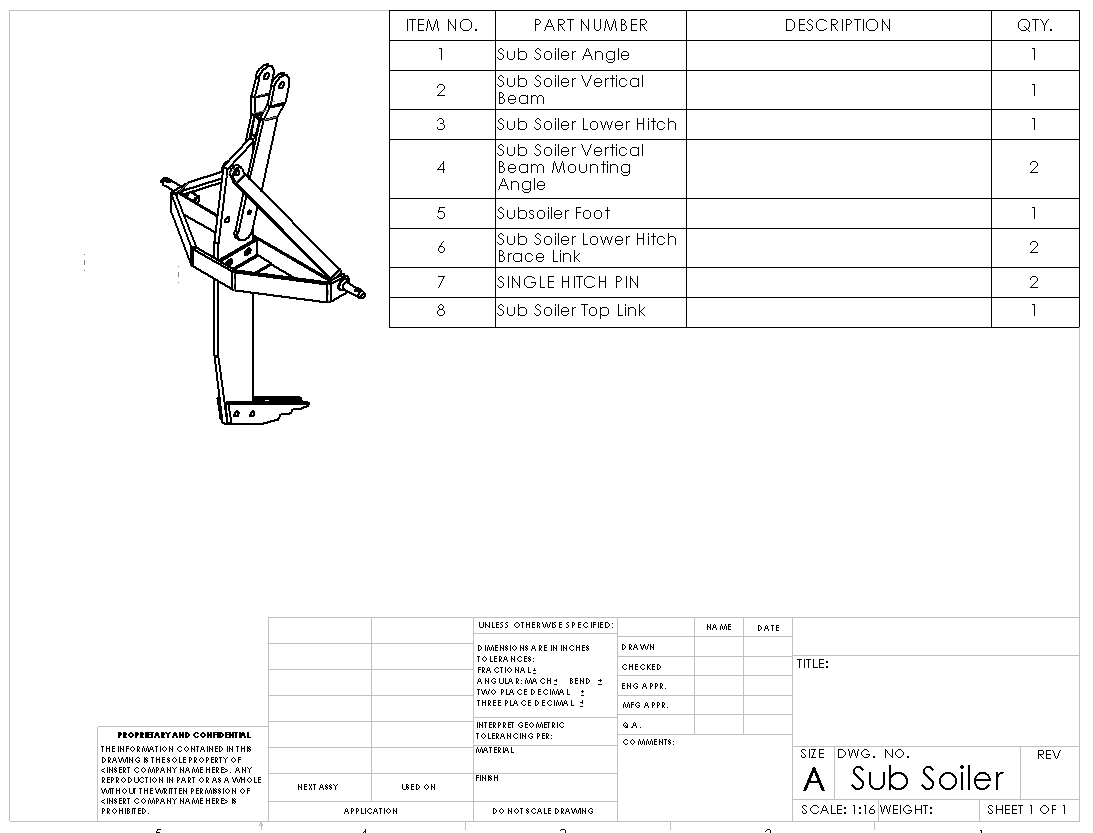 ITEM NO. PART NUMBER DESCRIPTION QTY.
1 Sub Soiler Angle 1
2 Sub Soiler Vertical
Beam 1
3 Sub Soiler Lower Hitch 1
4 Sub Soiler Vertical
Beam Mounting
Angle 2
5 Subsoiler Foot 1
6 Sub Soiler Lower Hitch
Brace Link 2
7 SINGLE HITCH PIN 2
8 Sub Soiler Top Link 1
PROPRIETARY AND CONFIDENTIAL
THE INFORMATION CONTAINED IN THIS
DRAWING IS THE SOLE PROPERTY OF
<INSERT COMPANY NAME HERE>. ANY
REPRODUCTION IN PART OR AS A WHOLE
WITHOUT THE WRITTEN PERMISSION OF
<INSERT COMPANY NAME HERE> IS
PROHIBITED.
NEXT ASSY USED ON
APPLICATION
UNLESS OTHERWISE SPECIFIED:
DIMENSIONS ARE IN INCHES
TOLERANCES:
FRACTIONAL±
ANGULAR: MACH± BEND ±
TWO PLACE DECIMAL ±
THREE PLACE DECIMAL ±
INTERPRET GEOMETRIC
TOLERANCING PER:
MATERIAL
FINISH
DO NOT SCALE DRAWING
NAME DATE
DRAWN
CHECKED
ENG APPR.
MFG APPR.
Q.A.
COMMENTS:
TITLE:
SIZE DWG. NO. REV
A Sub Soiler
SCALE: 1:16 WEIGHT: SHEET 1 OF 1